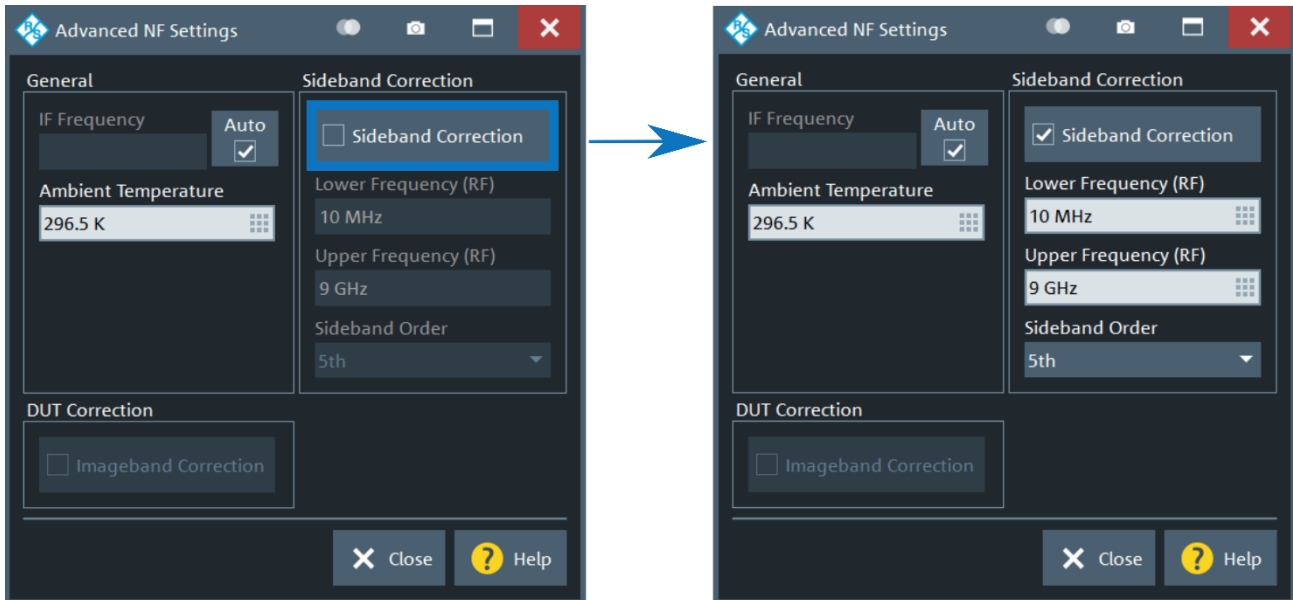 R&S Advanced NF Settings
General
IF Frequency
Auto
Ambient Temperature
296.5 K
Sideband Correction
Sideband Correction
Lower Frequency (RF)
10 MHz
Upper Frequency (RF)
9 GHz
Sideband Order
5th
DUT Correction
Imageband Correction
Close
? Help
R&S Advanced NF Settings
General
IF Frequency
Auto
Ambient Temperature
296.5 K
Sideband Correction
Sideband Correction
Lower Frequency (RF)
10 MHz
Upper Frequency (RF)
9 GHz
Sideband Order
5th
DUT Correction
Imageband Correction
Close
? Help